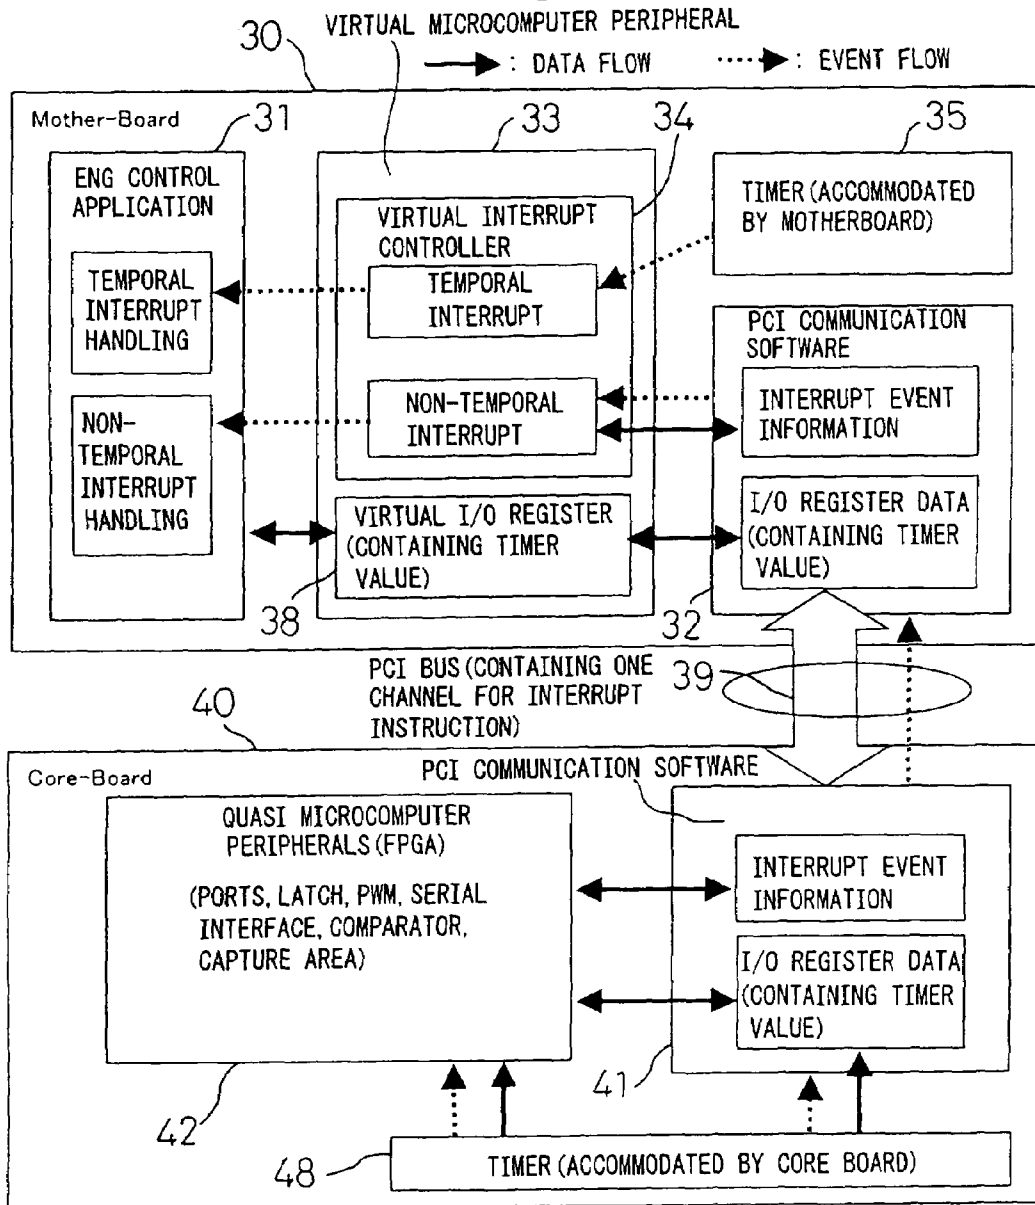 VIRTUAL MICROCOMPUTER PERIPHERAL
30
: DATA FLOW
: EVENT FLOW
Mother-Board
31
33
34
35
ENG CONTROL
APPLICATION
TEMPORAL
INTERRUPT
HANDLING
NON-
TEMPORAL
INTERRUPT
HANDLING
VIRTUAL INTERRUPT
CONTROLLER
TEMPORAL
INTERRUPT
NON-TEMPORAL
INTERRUPT
VIRTUAL I/O REGISTER
(CONTAINING TIMER
VALUE)
38
TIMER(ACCOMMODATED
BY MOTHERBOARD)
PCI COMMUNICATION
SOFTWARE
INTERRUPT EVENT
INFORMATION
I/O REGISTER DATA
(CONTAINING TIMER
VALUE)
32
PCI BUS(CONTAINING ONE
CHANNEL FOR INTERRUPT
INSTRUCTION)
39
40
Core-Board
PCI COMMUNICATION SOFTWARE
QUASI MICROCOMPUTER
PERIPHERALS(FPGA)
(PORTS, LATCH, PWM, SERIAL
INTERFACE, COMPARATOR,
CAPTURE AREA)
INTERRUPT EVENT
INFORMATION
I/O REGISTER DATA
(CONTAINING TIMER
VALUE)
42
41
48
TIMER(ACCOMMODATED BY CORE BOARD)